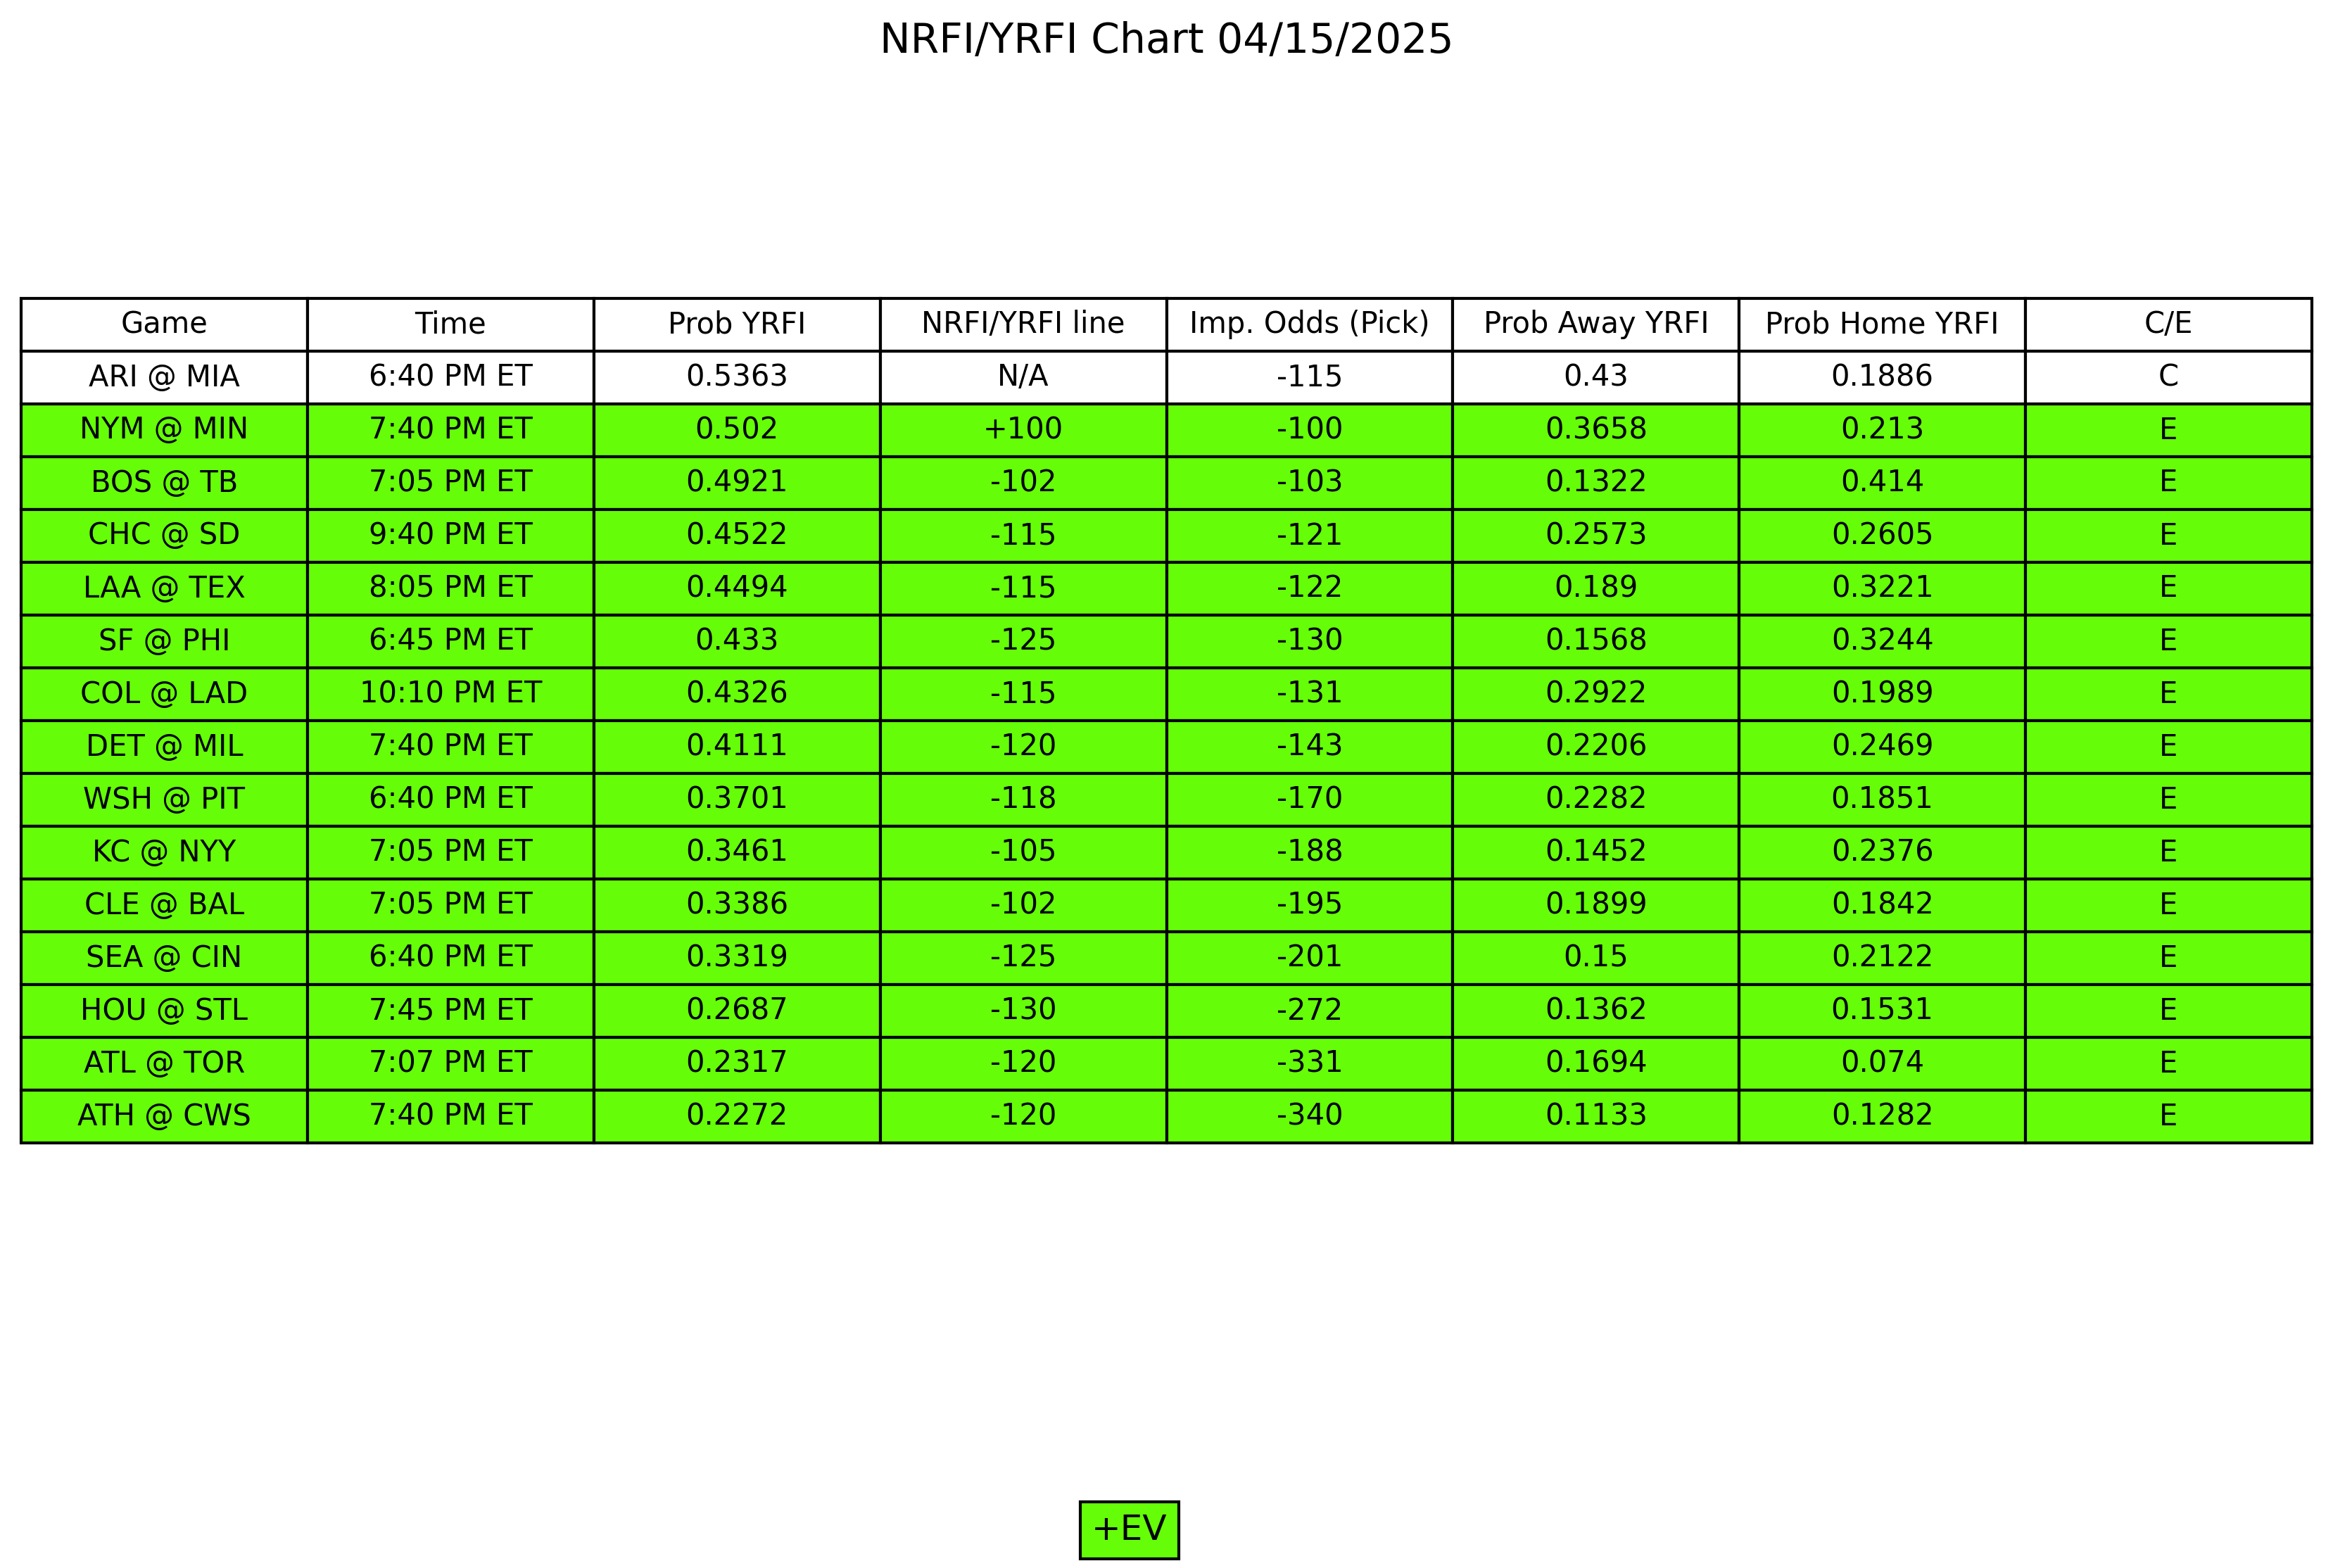 NRFI/YRFI Chart 04/15/2025
Game Time Prob YRFI NRFI/YRFI line Imp. Odds (Pick) Prob Away YRFI Prob Home YRFI C/E
ARI @ MIA 6:40 PM ET 0.5363 N/A -115 0.43 0.1886 C
NYM @ MIN 7:40 PM ET 0.502 +100 -100 0.3658 0.213 E
BOS @ TB 7:05 PM ET 0.4921 -102 -103 0.1322 0.414 E
CHC @ SD 9:40 PM ET 0.4522 -115 -121 0.2573 0.2605 E
LAA @ TEX 8:05 PM ET 0.4494 -115 -122 0.189 0.3221 E
SF @ PHI 6:45 PM ET 0.433 -125 -130 0.1568 0.3244 E
COL @ LAD 10:10 PM ET 0.4326 -115 -131 0.2922 0.1989 E
DET @ MIL 7:40 PM ET 0.4111 -120 -143 0.2206 0.2469 E
WSH @ PIT 6:40 PM ET 0.3701 -118 -170 0.2282 0.1851 E
KC @ NYY 7:05 PM ET 0.3461 -105 -188 0.1452 0.2376 E
CLE @ BAL 7:05 PM ET 0.3386 -102 -195 0.1899 0.1842 E
SEA @ CIN 6:40 PM ET 0.3319 -125 -201 0.15 0.2122 E
HOU @ STL 7:45 PM ET 0.2687 -130 -272 0.1362 0.1531 E
ATL @ TOR 7:07 PM ET 0.2317 -120 -331 0.1694 0.074 E
ATH @ CWS 7:40 PM ET 0.2272 -120 -340 0.1133 0.1282 E
+EV